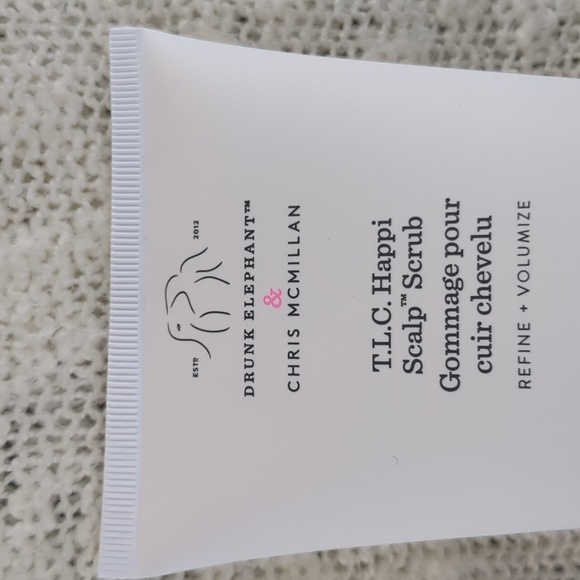 ESTD 2012
DRUNK ELEPHANT™
&
CHRIS MCMILLAN
T.L.C. Happi
Scalp™ Scrub
Gommage pour
cuir chevelu
REFINE + VOLUMIZE